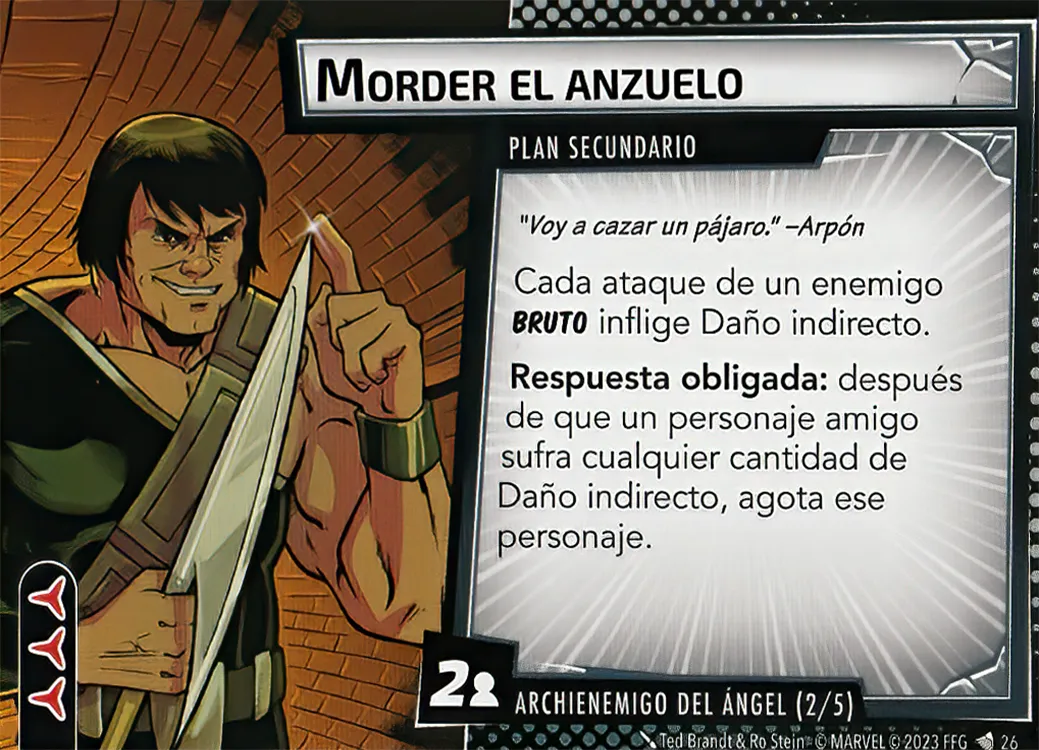 MORDER EL ANZUELO
PLAN SECUNDARIO
"Voy a cazar un pájaro." –Arpón
Cada ataque de un enemigo
BRUTO inflige Daño indirecto.
Respuesta obligada: después
de que un personaje amigo
sufra cualquier cantidad de
Daño indirecto, agota ese
personaje.
2
ARCHIENEMIGO DEL ÁNGEL (2/5)
Ted Brandt & Ro Stein © MARVEL © 2023 FFG 26